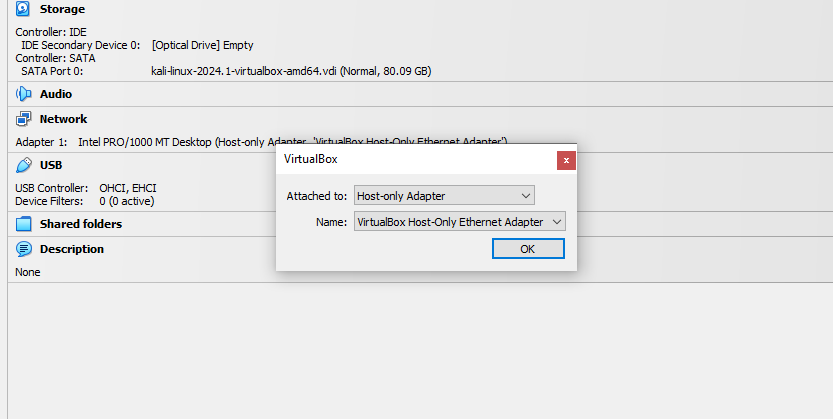 Storage
Controller: IDE
IDE Secondary Device 0: [Optical Drive] Empty
Controller: SATA
SATA Port 0: kali-linux-2024.1-virtualbox-amd64.vdi (Normal, 80.09 GB)
Audio
Network
Adapter 1: Intel PRO/1000 MT Desktop (Host-only Adapter, 'VirtualBox Host-Only Ethernet Adapter')
USB
USB Controller: OHCI, EHCI
Device Filters: 0 (0 active)
Shared folders
Description
None
VirtualBox
x
Attached to: Host-only Adapter
Name: VirtualBox Host-Only Ethernet Adapter
OK